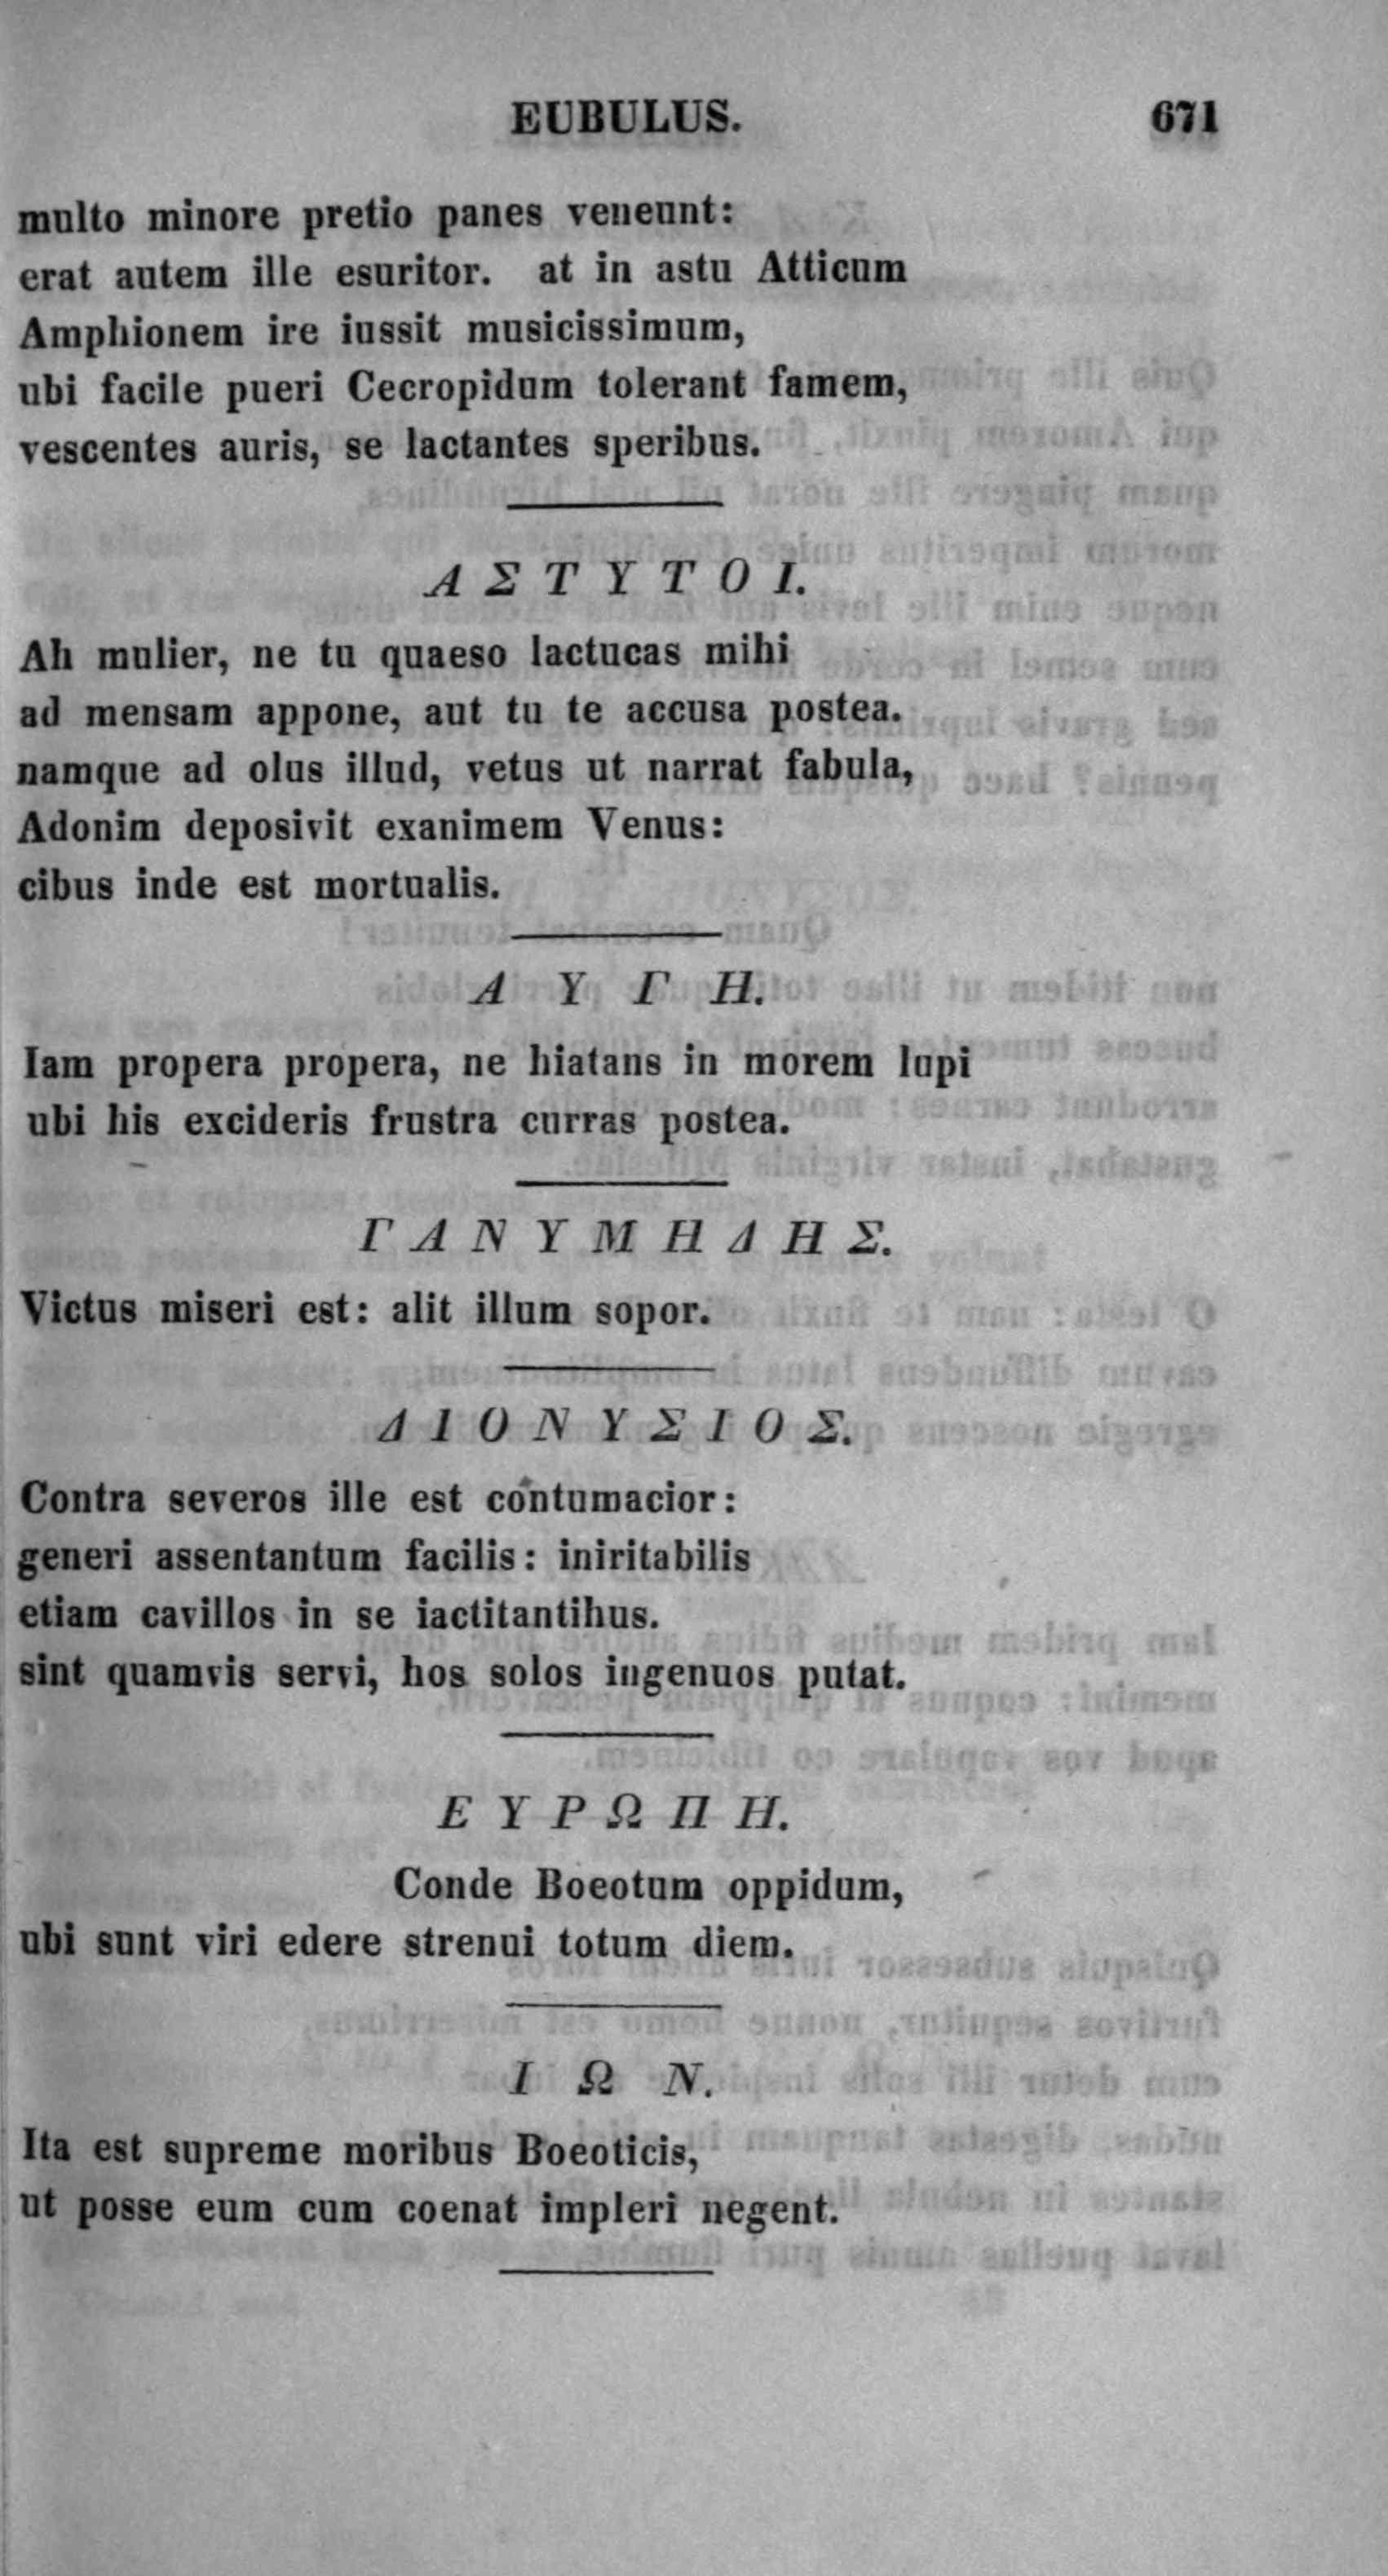 EUBULUS. 671
multo minore pretio panes veneunt:
erat autem ille esuritor. at in astu Atticum
Amphionem ire iussit musicissimum,
ubi facile pueri Cecropidum tolerant famem,
vescentes auris, se lactantes speribus.
ΑΣΤΥΤΟΙ.
Ah mulier, ne tu quaeso lactucas mihi
ad mensam appone, aut tu te accusa postea.
namque ad olus illud, vetus ut narrat fabula,
Adonim deposivit exanimem Venus:
cibus inde est mortualis.
ΑΥΓΗ.
Iam propera propera, ne hiatans in morem lupi
ubi his excideris frustra curras postea.
ΓΑΝΥΜΗΔΗΣ.
Victus miseri est: alit illum sopor.
ΔΙΟΝΥΣΙΟΣ.
Contra severos ille est contumacior:
generi assentantum facilis: iniritabilis
etiam cavillos in se iactitantihus.
sint quamvis servi, hos solos ingenuos putat.
ΕΥΡΩΠΗ.
Conde Boeotum oppidum,
ubi sunt viri edere strenui totum diem.
ΙΩΝ.
Ita est supreme moribus Boeoticis,
ut posse eum cum coenat impleri negent.